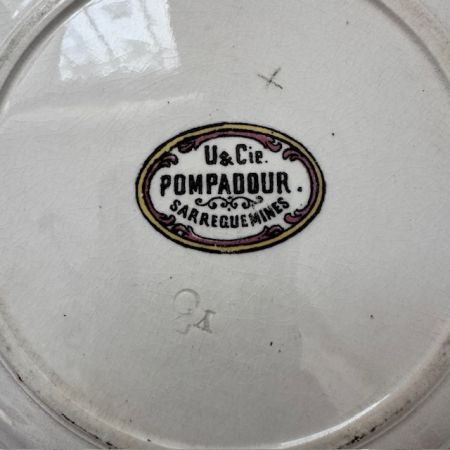 U & Cie.
POMPADOUR.
SARREGUEMINES